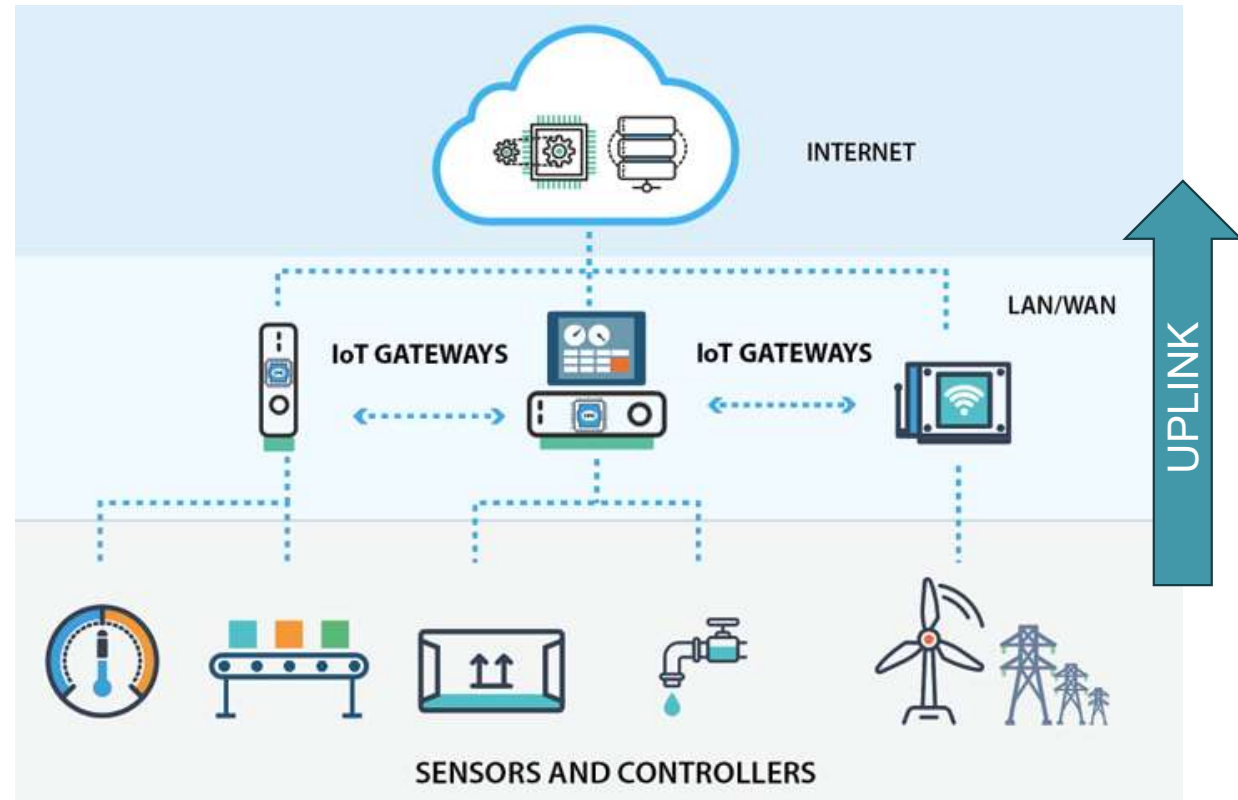 INTERNET
LAN/WAN
IoT GATEWAYS
IoT GATEWAYS
UPLINK
SENSORS AND CONTROLLERS